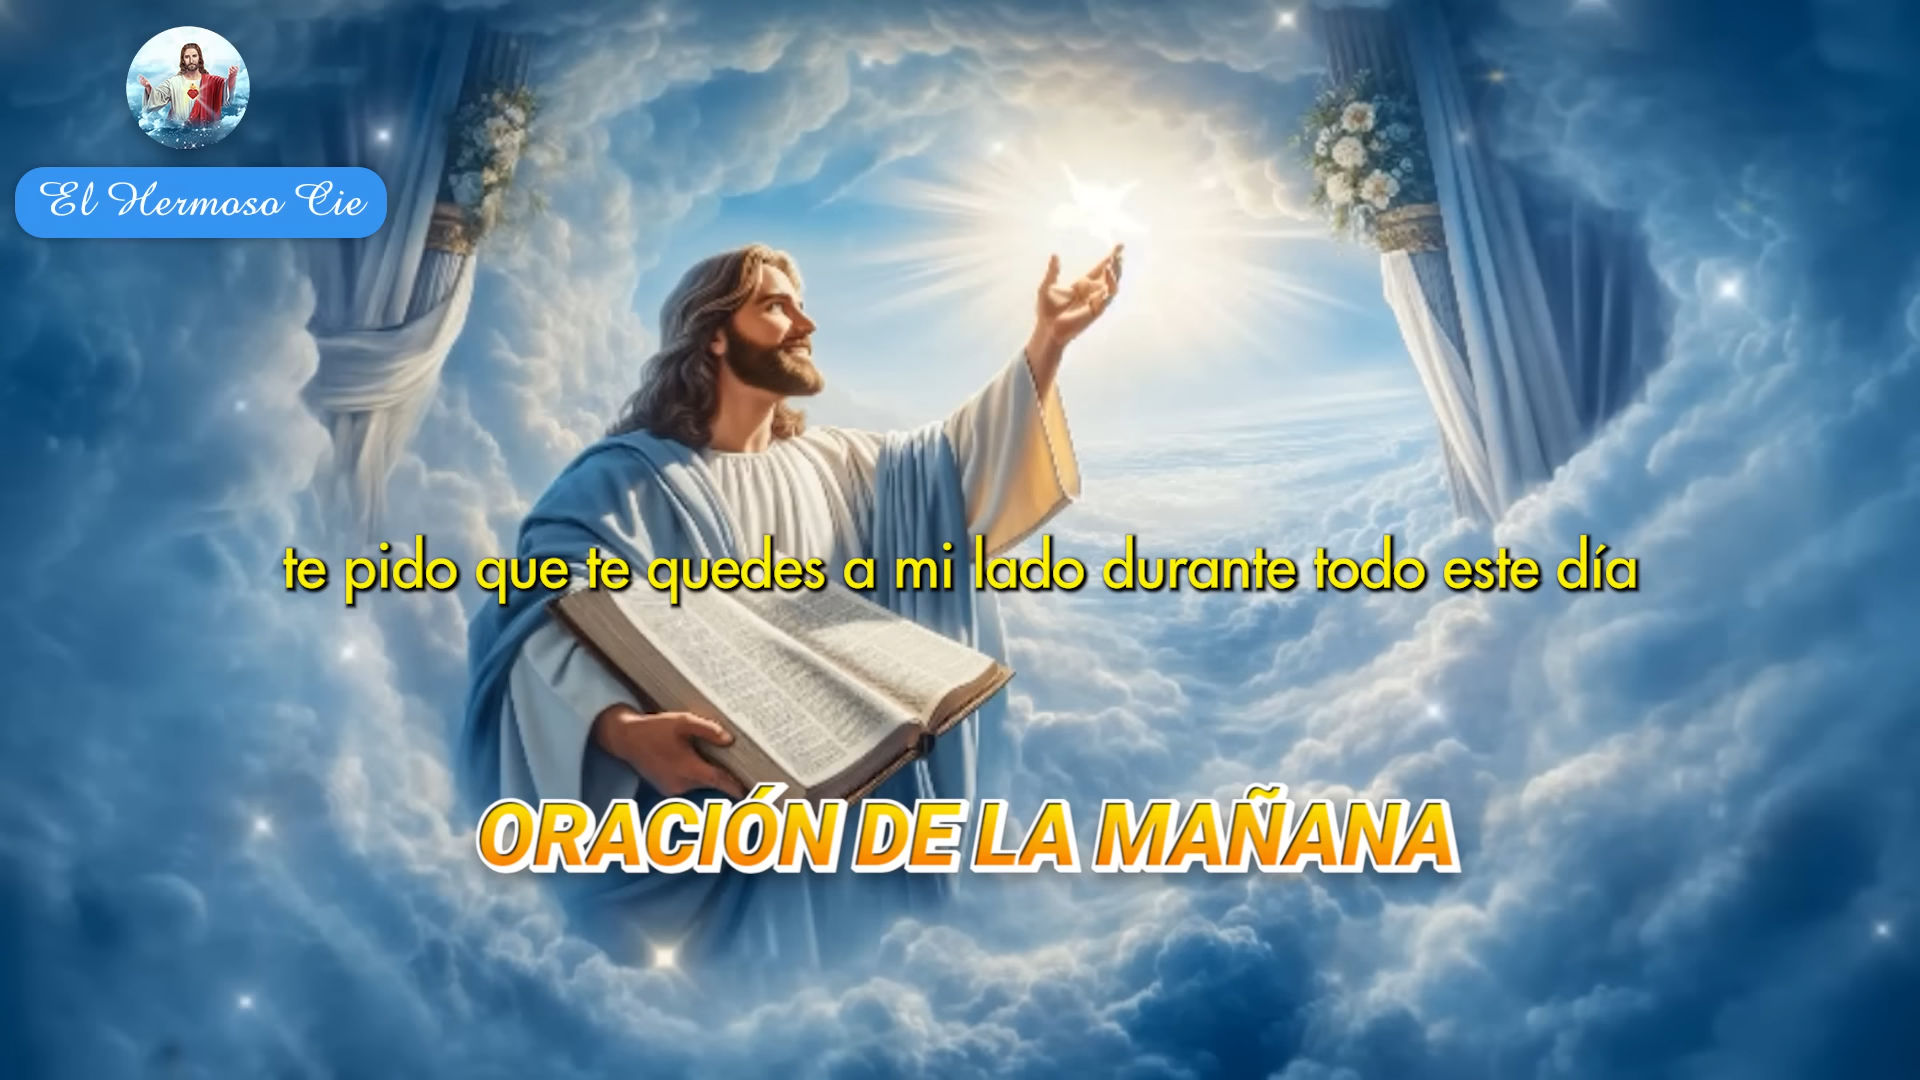 El Hermoso Cie
te pido que te quedes a mi lado durante todo este día
ORACIÓN DE LA MAÑANA